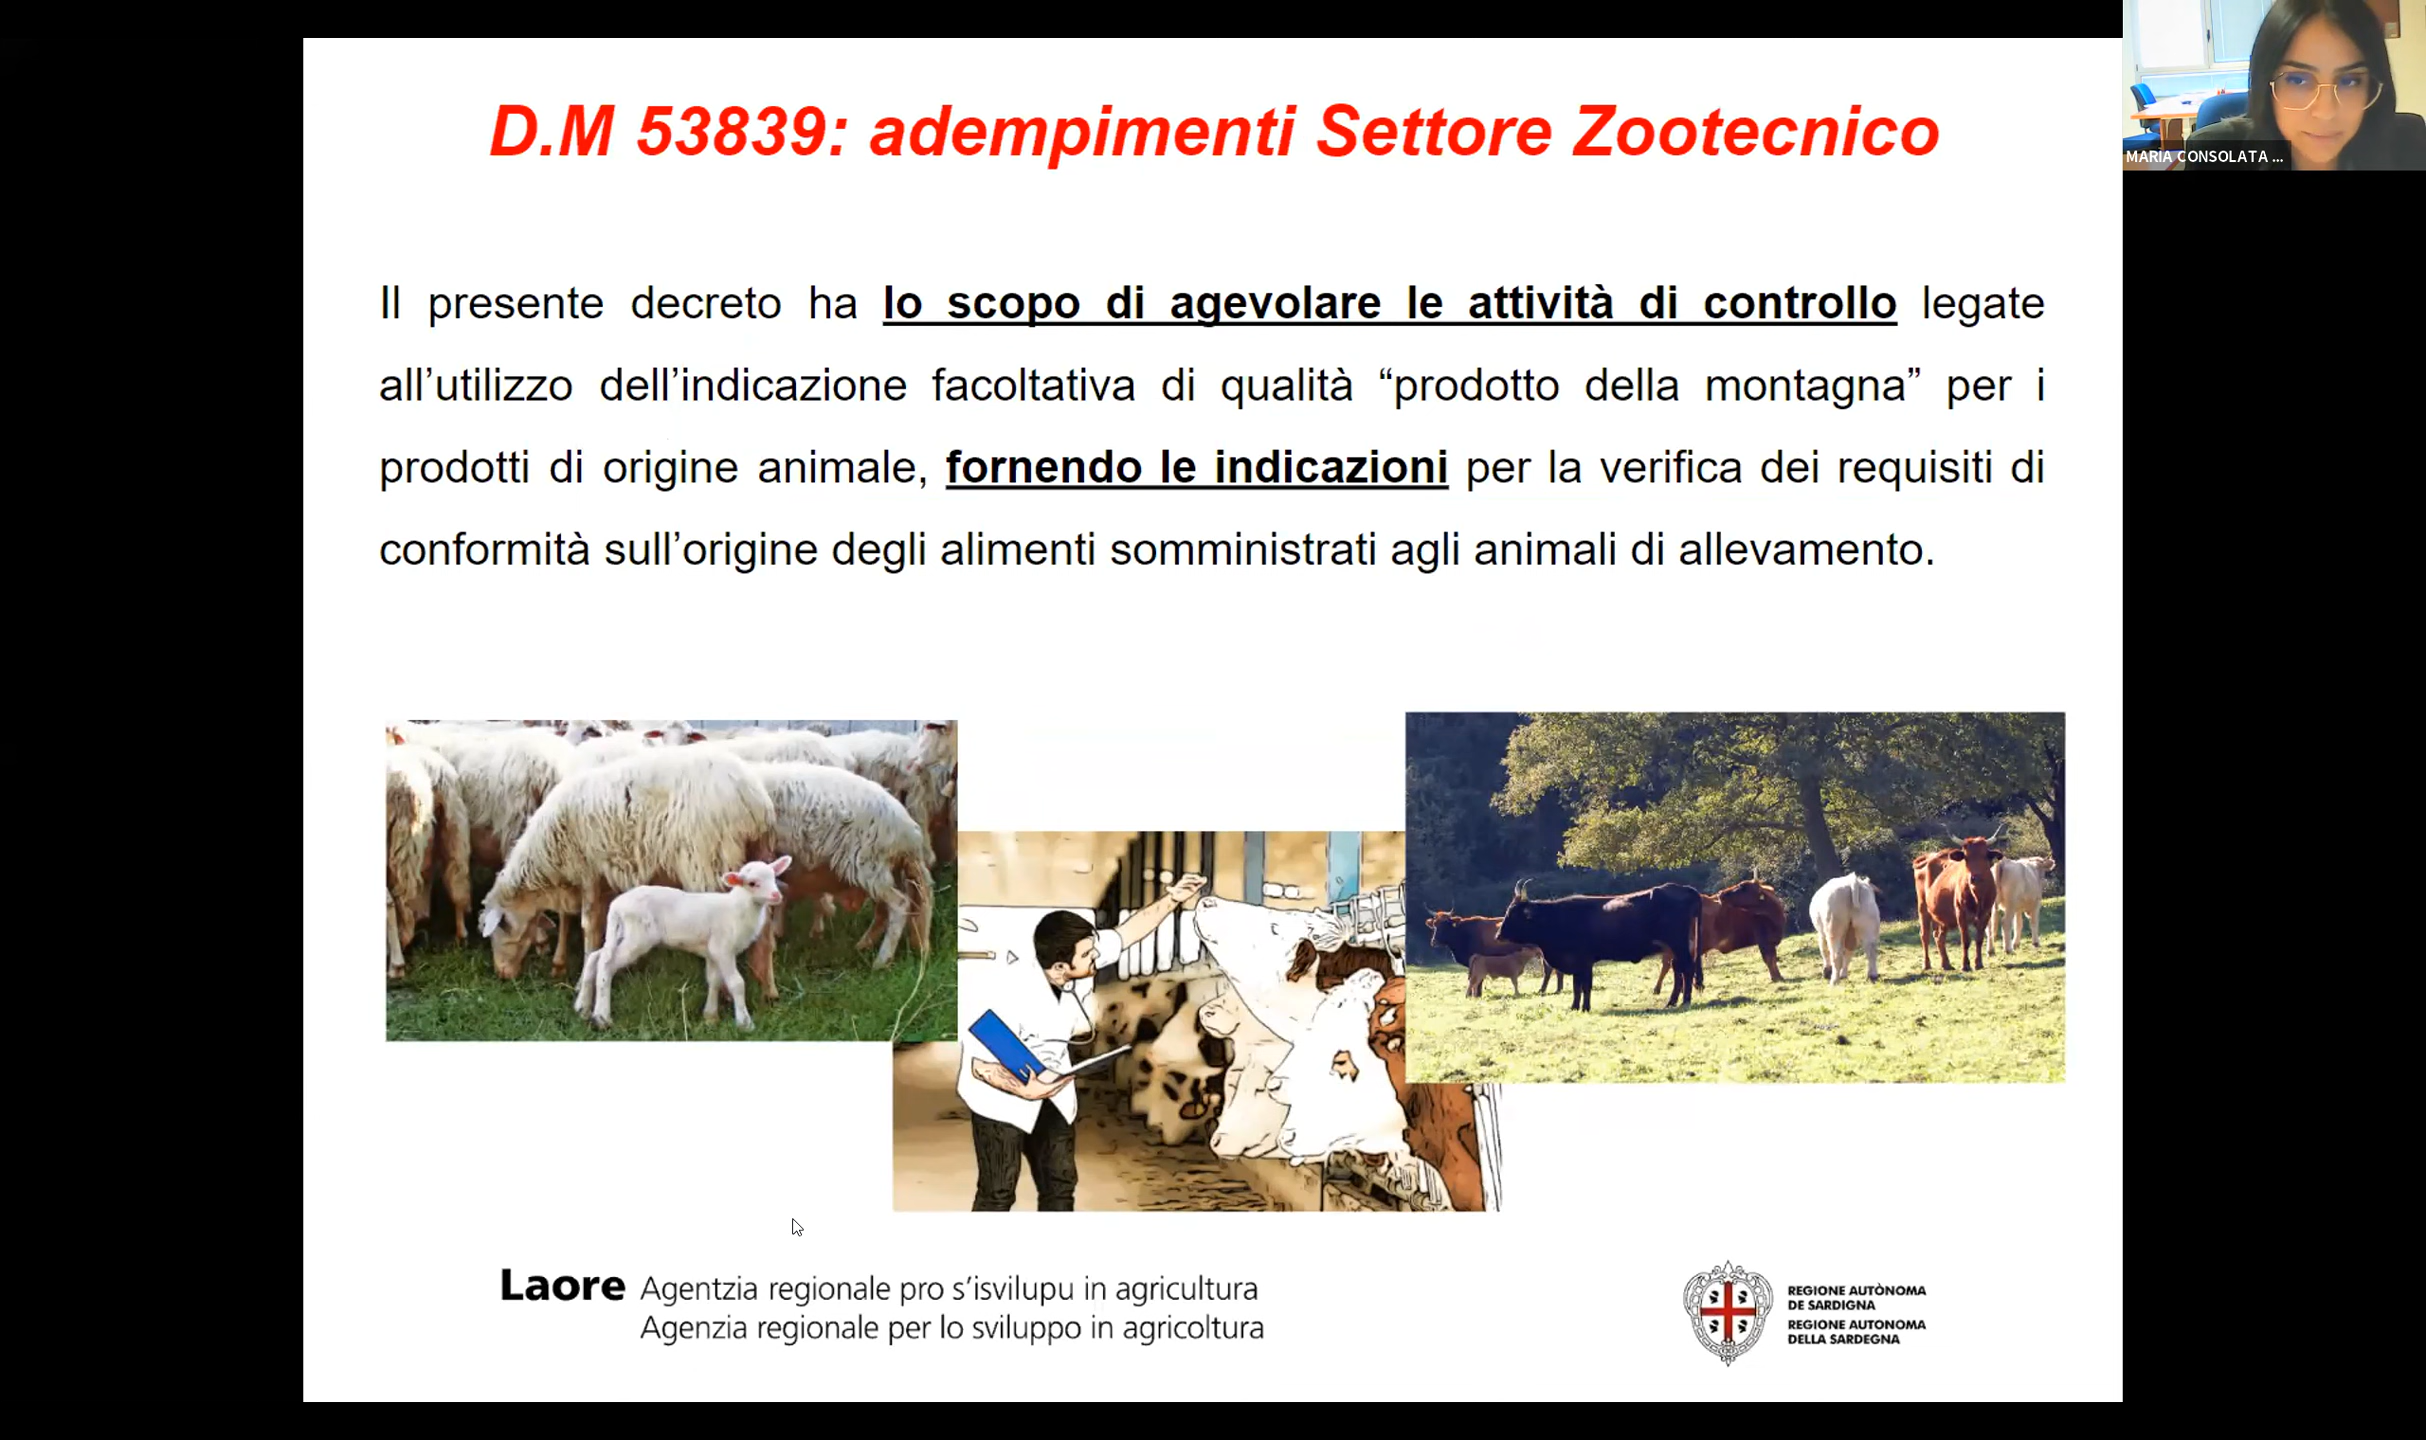 D.M 53839: adempimenti Settore Zootecnico
MARIA CONSOLATA ...
Il presente decreto ha lo scopo di agevolare le attività di controllo legate
all’utilizzo dell’indicazione facoltativa di qualità “prodotto della montagna” per i
prodotti di origine animale, fornendo le indicazioni per la verifica dei requisiti di
conformità sull’origine degli alimenti somministrati agli animali di allevamento.
Laore Agentzia regionale pro s’isvilupu in agricultura
Agenzia regionale per lo sviluppo in agricoltura
REGIONE AUTÒNOMA
DE SARDIGNA
REGIONE AUTONOMA
DELLA SARDEGNA